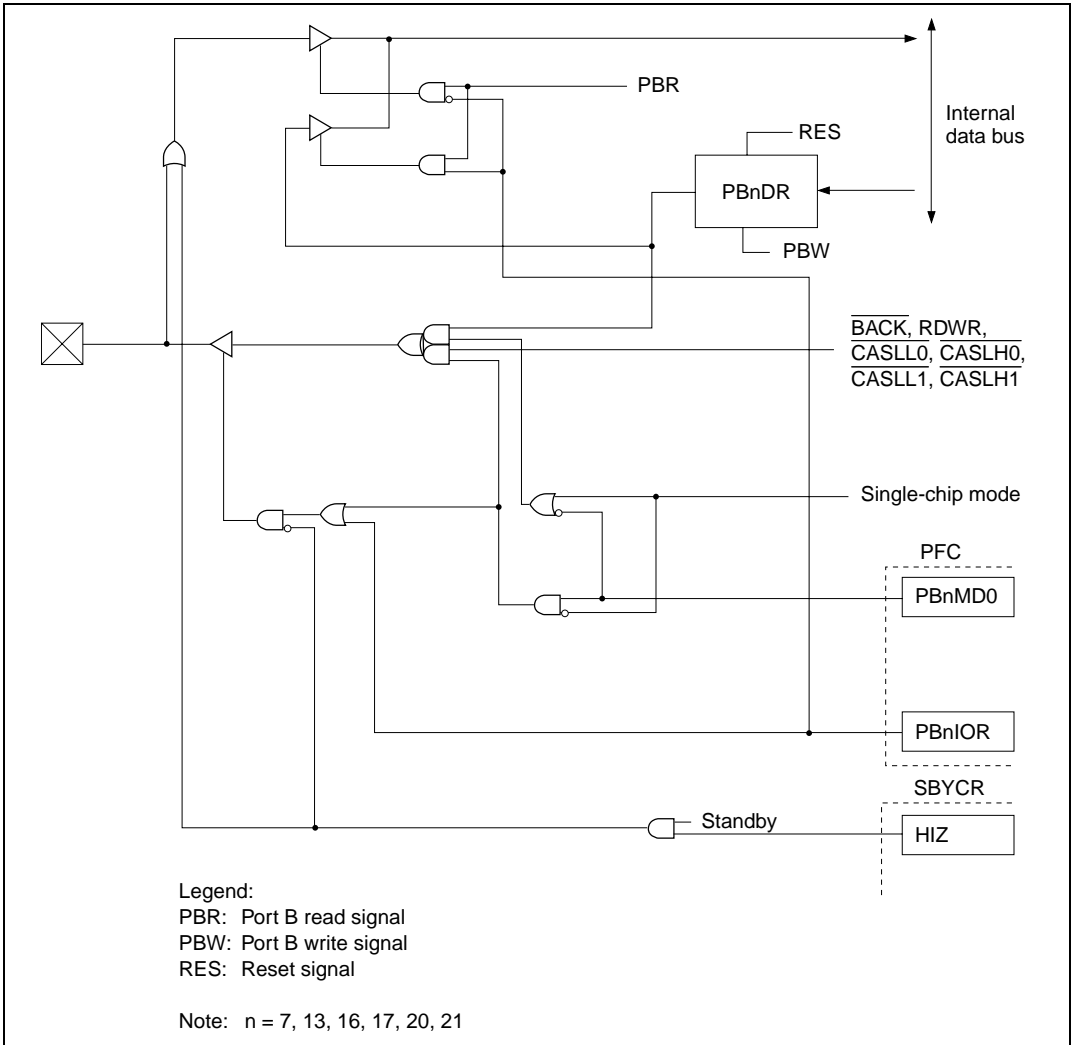 PBR
Internal
data bus
RES
PBnDR
PBW
BACK, RDWR,
CASLL0, CASLH0,
CASLL1, CASLH1
Single-chip mode
PFC
PBnMD0
PBnIOR
SBYCR
Standby
HIZ
Legend:
PBR: Port B read signal
PBW: Port B write signal
RES: Reset signal
Note: n = 7, 13, 16, 17, 20, 21